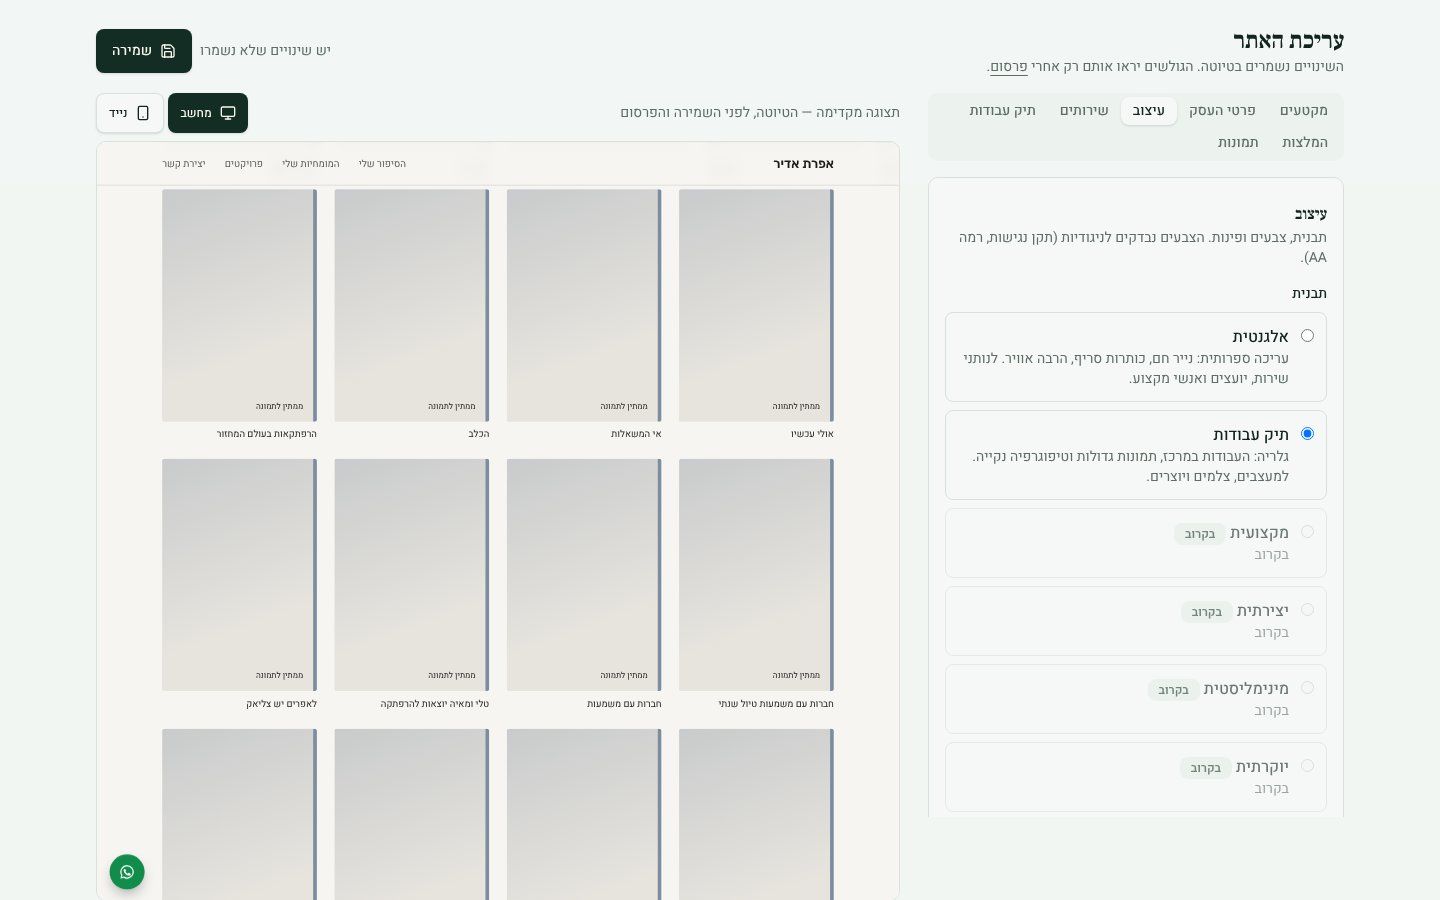 עריכת האתר
השינויים נשמרים בטיוטה. הגולשים יראו אותם רק אחרי פרסום.
יש שינויים שלא נשמרו
שמירה
מקטעים
פרטי העסק
עיצוב
שירותים
תיק עבודות
המלצות
תמונות
עיצוב
תבנית, צבעים ופינות. הצבעים נבדקים לניגודיות (תקן נגישות, רמה
AA).
תבנית
אלגנטית
עריכה ספרותית: נייר חם, כותרות סריף, הרבה אוויר. לנותני
שירות, יועצים ואנשי מקצוע.
תיק עבודות
גלריה: העבודות במרכז, תמונות גדולות וטיפוגרפיה נקייה.
למעצבים, צלמים ויוצרים.
מקצועית בקרוב
בקרוב
יצירתית בקרוב
בקרוב
מינימליסטית בקרוב
בקרוב
יוקרתית בקרוב
בקרוב
תצוגה מקדימה — הטיוטה, לפני השמירה והפרסום
מחשב
נייד
אפרת אדיר
הסיפור שלי
המומחיות שלי
פרויקטים
יצירת קשר
ממתין לתמונה
ממתין לתמונה
ממתין לתמונה
ממתין לתמונה
אולי עכשיו
אי המשאלות
הכלב
הרפתקאות בעולם המחזור
ממתין לתמונה
ממתין לתמונה
ממתין לתמונה
ממתין לתמונה
חברות עם משמעות טיול שנתי
חברות עם משמעות
טלי ומאיה יוצאות להרפתקה
לאפרים יש צליאק